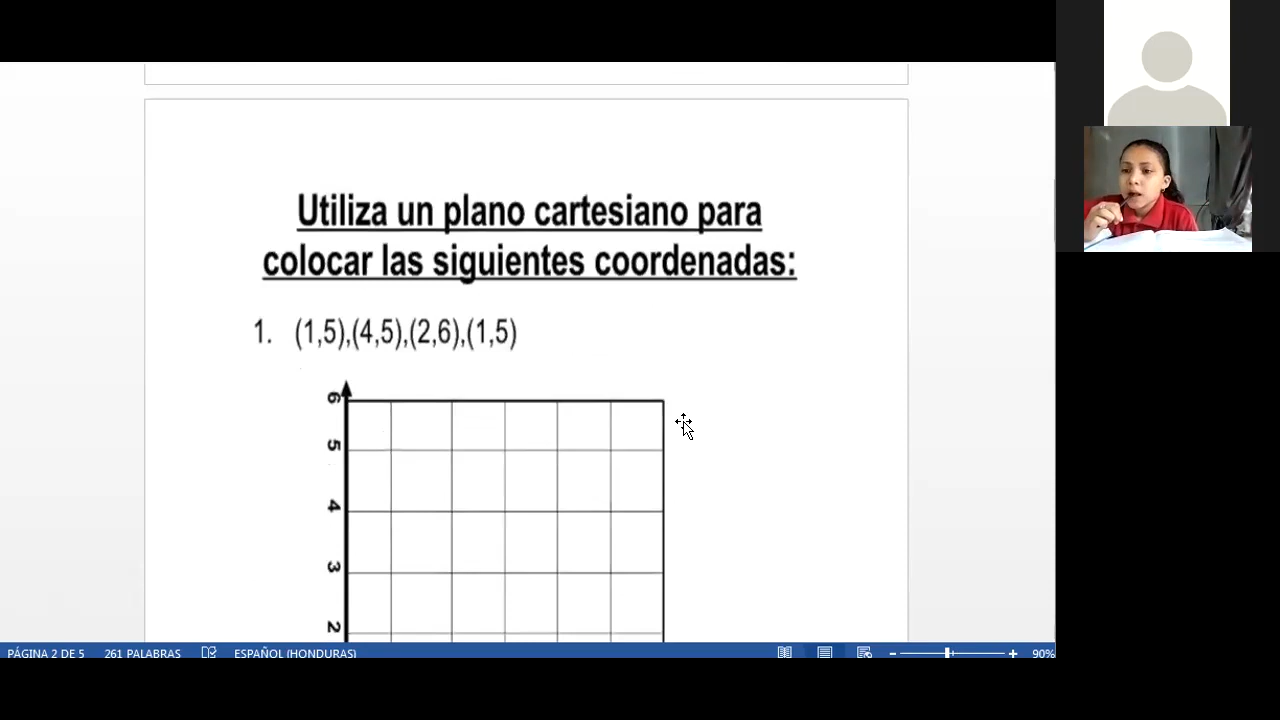 Utiliza un plano cartesiano para
colocar las siguientes coordenadas:
1. (1,5),(4,5),(2,6),(1,5)
6
5
4
3
2
PÁGINA 2 DE 5 261 PALABRAS ESPAÑOL (HONDURAS) 90%